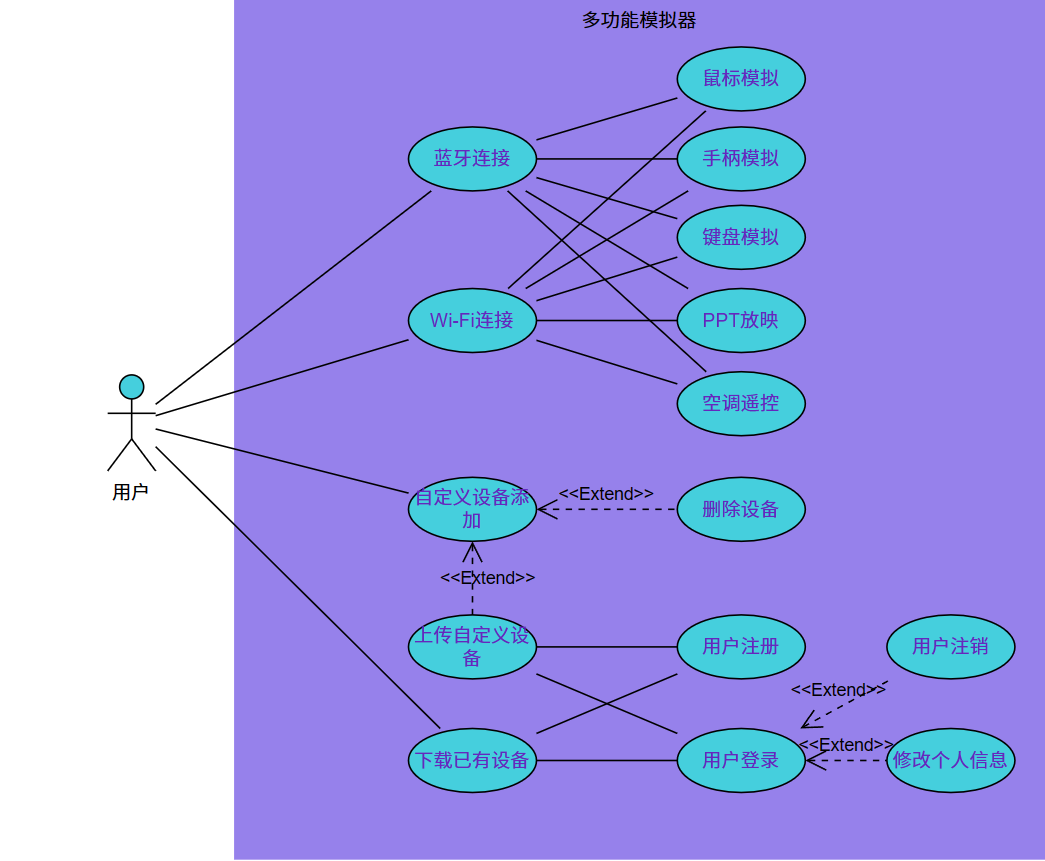 多功能模拟器
鼠标模拟
蓝牙连接
手柄模拟
键盘模拟
Wi-Fi连接
PPT放映
空调遥控
用户
自定义设备添
加
<<Extend>>
删除设备
<<Extend>>
上传自定义设
备
用户注册
用户注销
<<Extend>>
<<Extend>>
下载已有设备
用户登录
修改个人信息